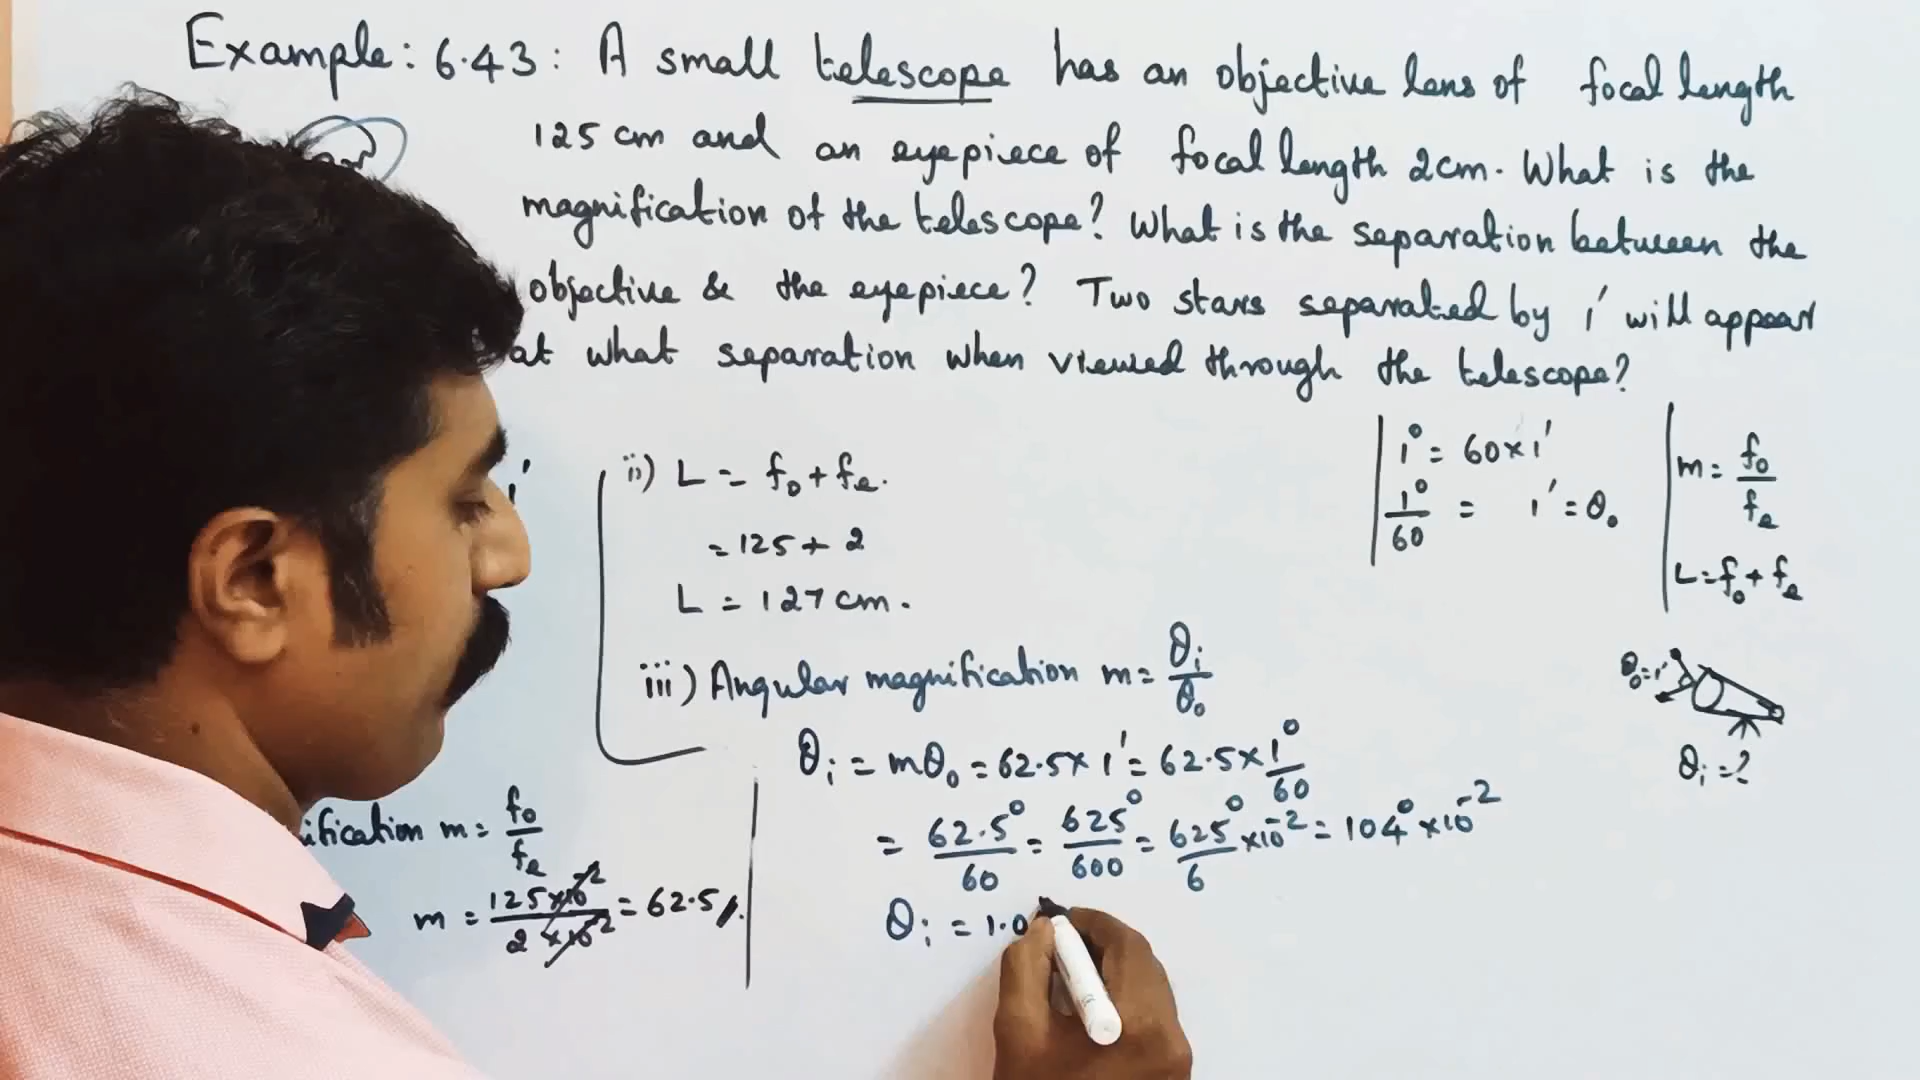 Example: 6.43: A small telescope has an objective lens of focal length
125 cm and an eyepiece of focal length 2cm. What is the
magnification of the telescope? What is the separation between the
objective & the eyepiece? Two stars separated by 1′ will appear
at what separation when viewed through the telescope?
1′
ii) L = f₀ + fₑ.
= 125 + 2
L = 127 cm.
iii) Angular magnification m = θᵢ/θ₀
θᵢ = mθ₀ = 62.5 × 1′ = 62.5 × 1°/60
= 62.5°/60 = 625°/600 = 625°/6 × 10⁻² = 104° × 10⁻²
θᵢ = 1.0
ification m = f₀/fₑ
m = 125×10⁻²/2×10⁻² = 62.5
1° = 60 × 1′
1°/60 = 1′ = θ₀
m = f₀/fₑ
L = f₀ + fₑ
θ₀ = 1′
θᵢ = ?